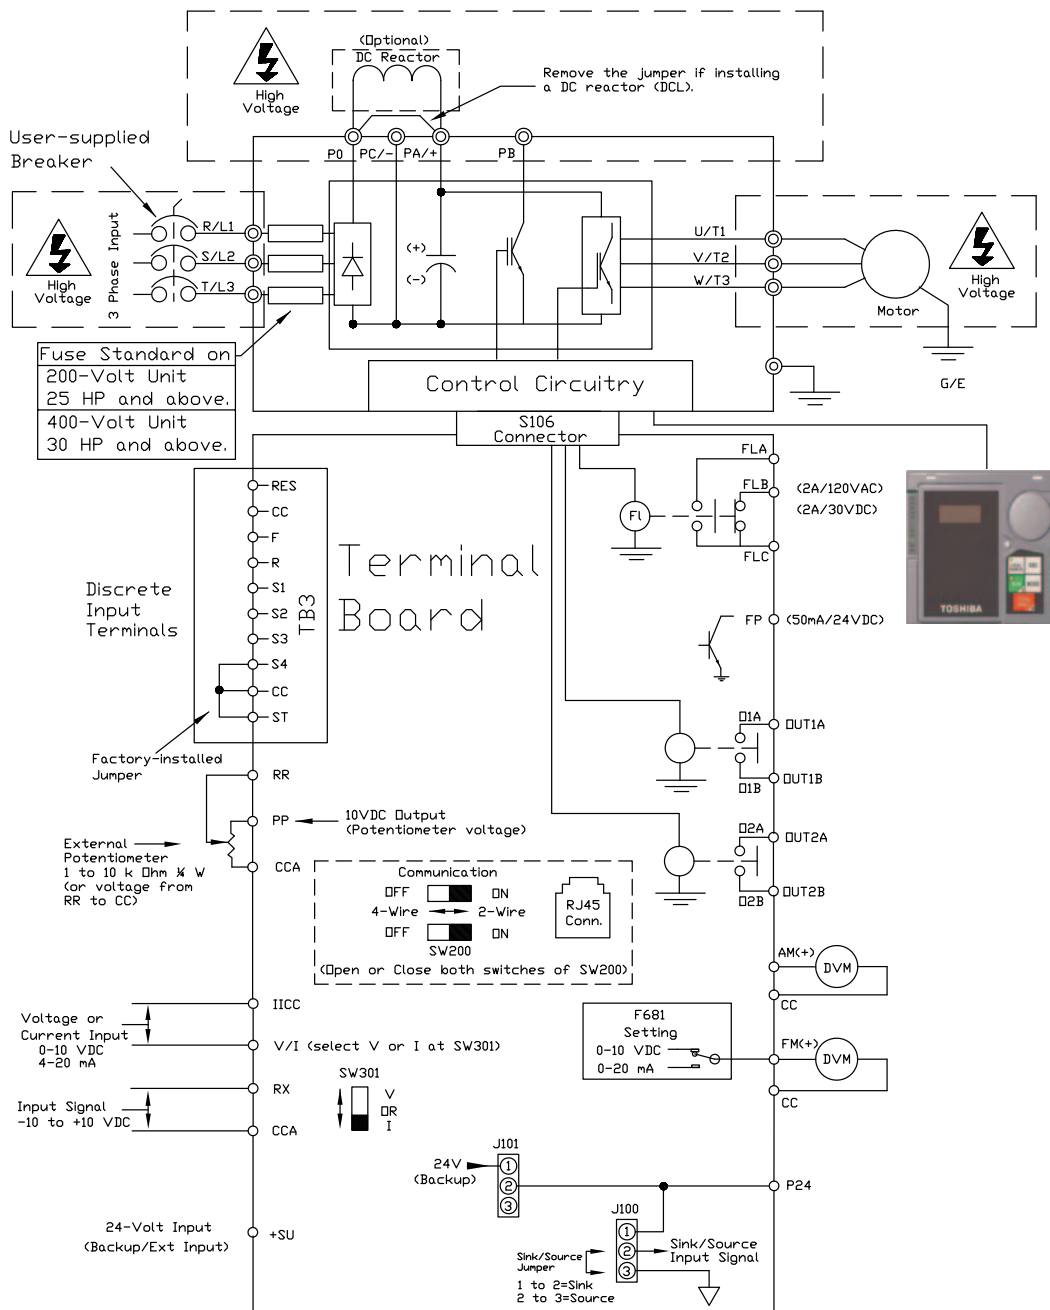 (Optional)
DC Reactor
High
Voltage
Remove the jumper if installing
a DC reactor (DCL).
User-supplied
Breaker
P0
PC/-
PA/+
PB
3 Phase Input
R/L1
S/L2
T/L3
High
Voltage
(+)
(-)
U/T1
V/T2
W/T3
Motor
High
Voltage
G/E
Fuse Standard on
200-Volt Unit
25 HP and above.
400-Volt Unit
30 HP and above.
Control Circuitry
S106
Connector
RES
CC
F
R
S1
S2
S3
S4
CC
ST
TB3
Terminal
Board
Discrete
Input
Terminals
Factory-installed
Jumper
FLA
FLB
FLC
Fl
(2A/120VAC)
(2A/30VDC)
TOSHIBA
FP
(50mA/24VDC)
O1A
OUT1A
OUT1B
O1B
O2A
OUT2A
OUT2B
O2B
RR
PP
10VDC Output
(Potentiometer voltage)
CCA
External
Potentiometer
1 to 10 k Ohm ¼ W
(or voltage from
RR to CC)
Communication
OFF
ON
4-Wire
2-Wire
OFF
ON
SW200
RJ45
Conn.
(Open or Close both switches of SW200)
AM(+)
DVM
CC
F681
Setting
0-10 VDC
0-20 mA
FM(+)
DVM
CC
IICC
Voltage or
Current Input
0-10 VDC
4-20 mA
V/I (select V or I at SW301)
SW301
V
OR
I
RX
Input Signal
-10 to +10 VDC
CCA
J101
24V
(Backup)
1
2
3
P24
J100
1
2
3
Sink/Source
Input Signal
Sink/Source
Jumper
1 to 2=Sink
2 to 3=Source
24-Volt Input
(Backup/Ext Input)
+SU